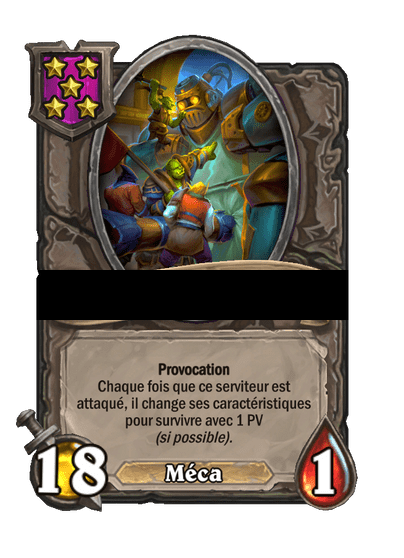 Provocation
Chaque fois que ce serviteur est
attaqué, il change ses caractéristiques
pour survivre avec 1 PV
(si possible).
18
Méca
1